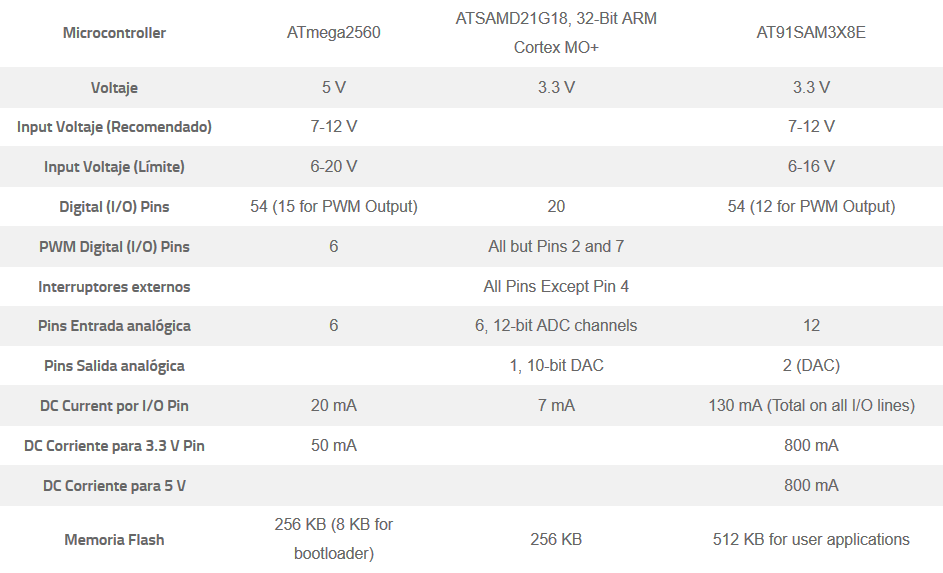 Microcontroller ATmega2560 ATSAMD21G18, 32-Bit ARM Cortex MO+ AT91SAM3X8E
Voltaje 5 V 3.3 V 3.3 V
Input Voltaje (Recomendado) 7-12 V 7-12 V
Input Voltaje (Límite) 6-20 V 6-16 V
Digital (I/O) Pins 54 (15 for PWM Output) 20 54 (12 for PWM Output)
PWM Digital (I/O) Pins 6 All but Pins 2 and 7
Interruptores externos All Pins Except Pin 4
Pins Entrada analógica 6 6, 12-bit ADC channels 12
Pins Salida analógica 1, 10-bit DAC 2 (DAC)
DC Current por I/O Pin 20 mA 7 mA 130 mA (Total on all I/O lines)
DC Corriente para 3.3 V Pin 50 mA 800 mA
DC Corriente para 5 V 800 mA
Memoria Flash 256 KB (8 KB for bootloader) 256 KB 512 KB for user applications